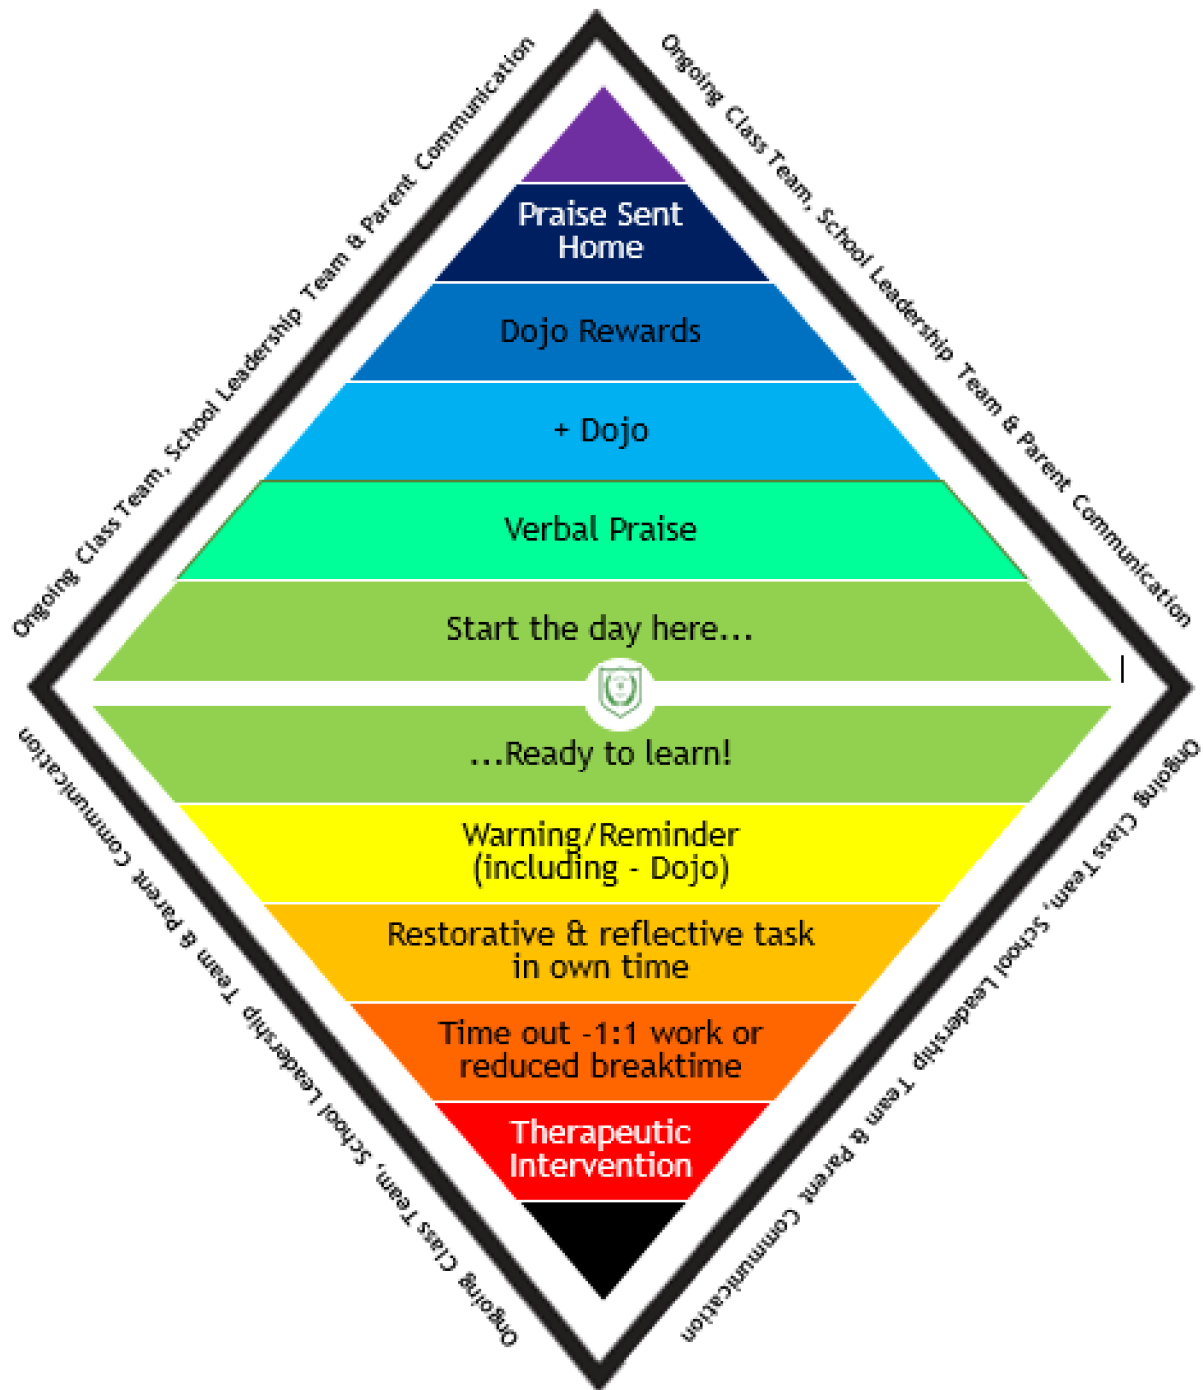 Ongoing Class Team, School Leadership Team & Parent Communication
Ongoing Class Team, School Leadership Team & Parent Communication
Praise Sent
Home
Dojo Rewards
+ Dojo
Verbal Praise
Start the day here...
...Ready to learn!
Warning/Reminder
(including - Dojo)
Restorative & reflective task
in own time
Time out -1:1 work or
reduced breaktime
Therapeutic
Intervention
Ongoing Class Team, School Leadership Team & Parent Communication
Ongoing Class Team, School Leadership Team & Parent Communication